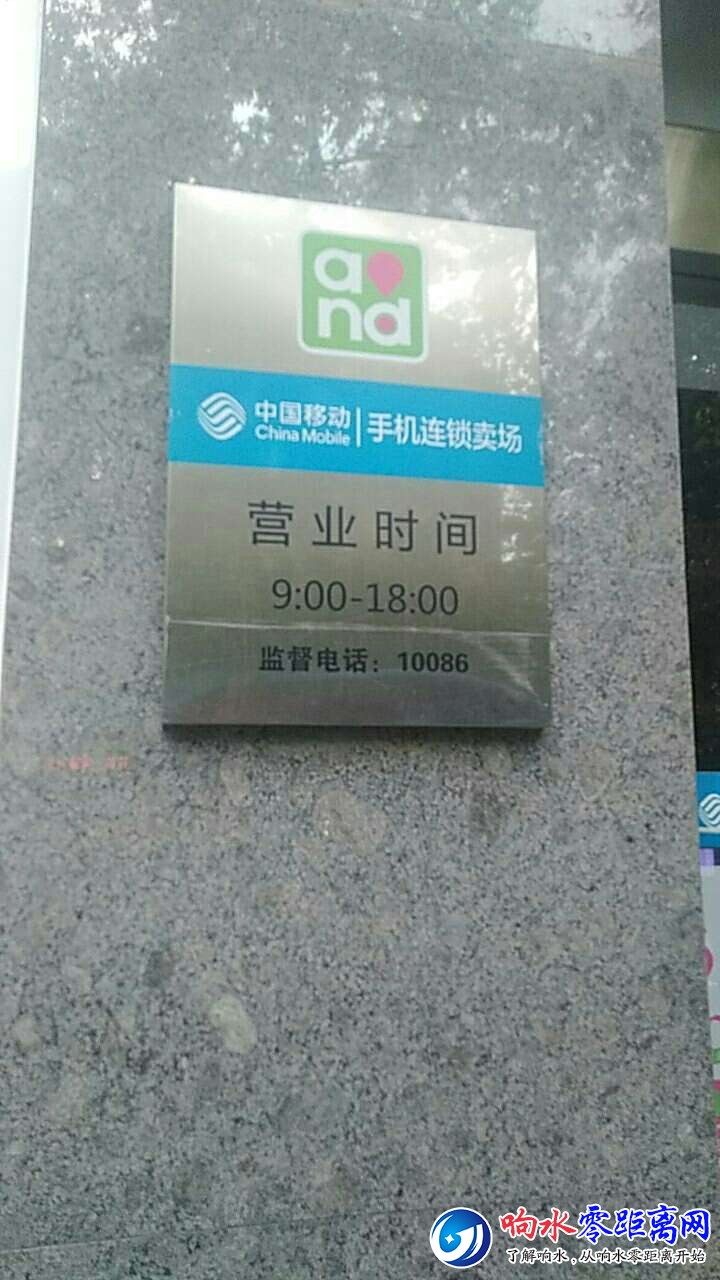 and
中国移动
China Mobile
手机连锁卖场
营业时间
9:00-18:00
监督电话：10086
响水零距离网
了解响水，从响水零距离开始